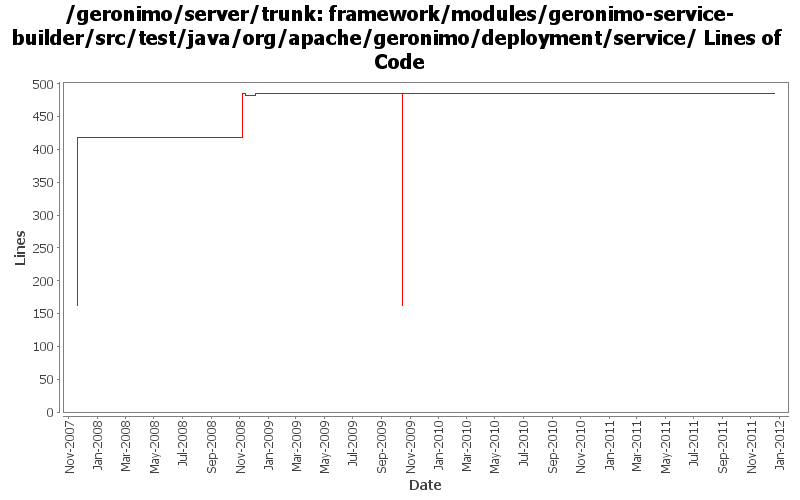 /geronimo/server/trunk: framework/modules/geronimo-service-
builder/src/test/java/org/apache/geronimo/deployment/service/ Lines of
Code
500
450
400
350
300
250
200
150
100
50
0
Lines
Nov-2007
Jan-2008
Mar-2008
May-2008
Jul-2008
Sep-2008
Nov-2008
Jan-2009
Mar-2009
May-2009
Jul-2009
Sep-2009
Nov-2009
Jan-2010
Mar-2010
May-2010
Jul-2010
Sep-2010
Nov-2010
Jan-2011
Mar-2011
May-2011
Jul-2011
Sep-2011
Nov-2011
Jan-2012
Date